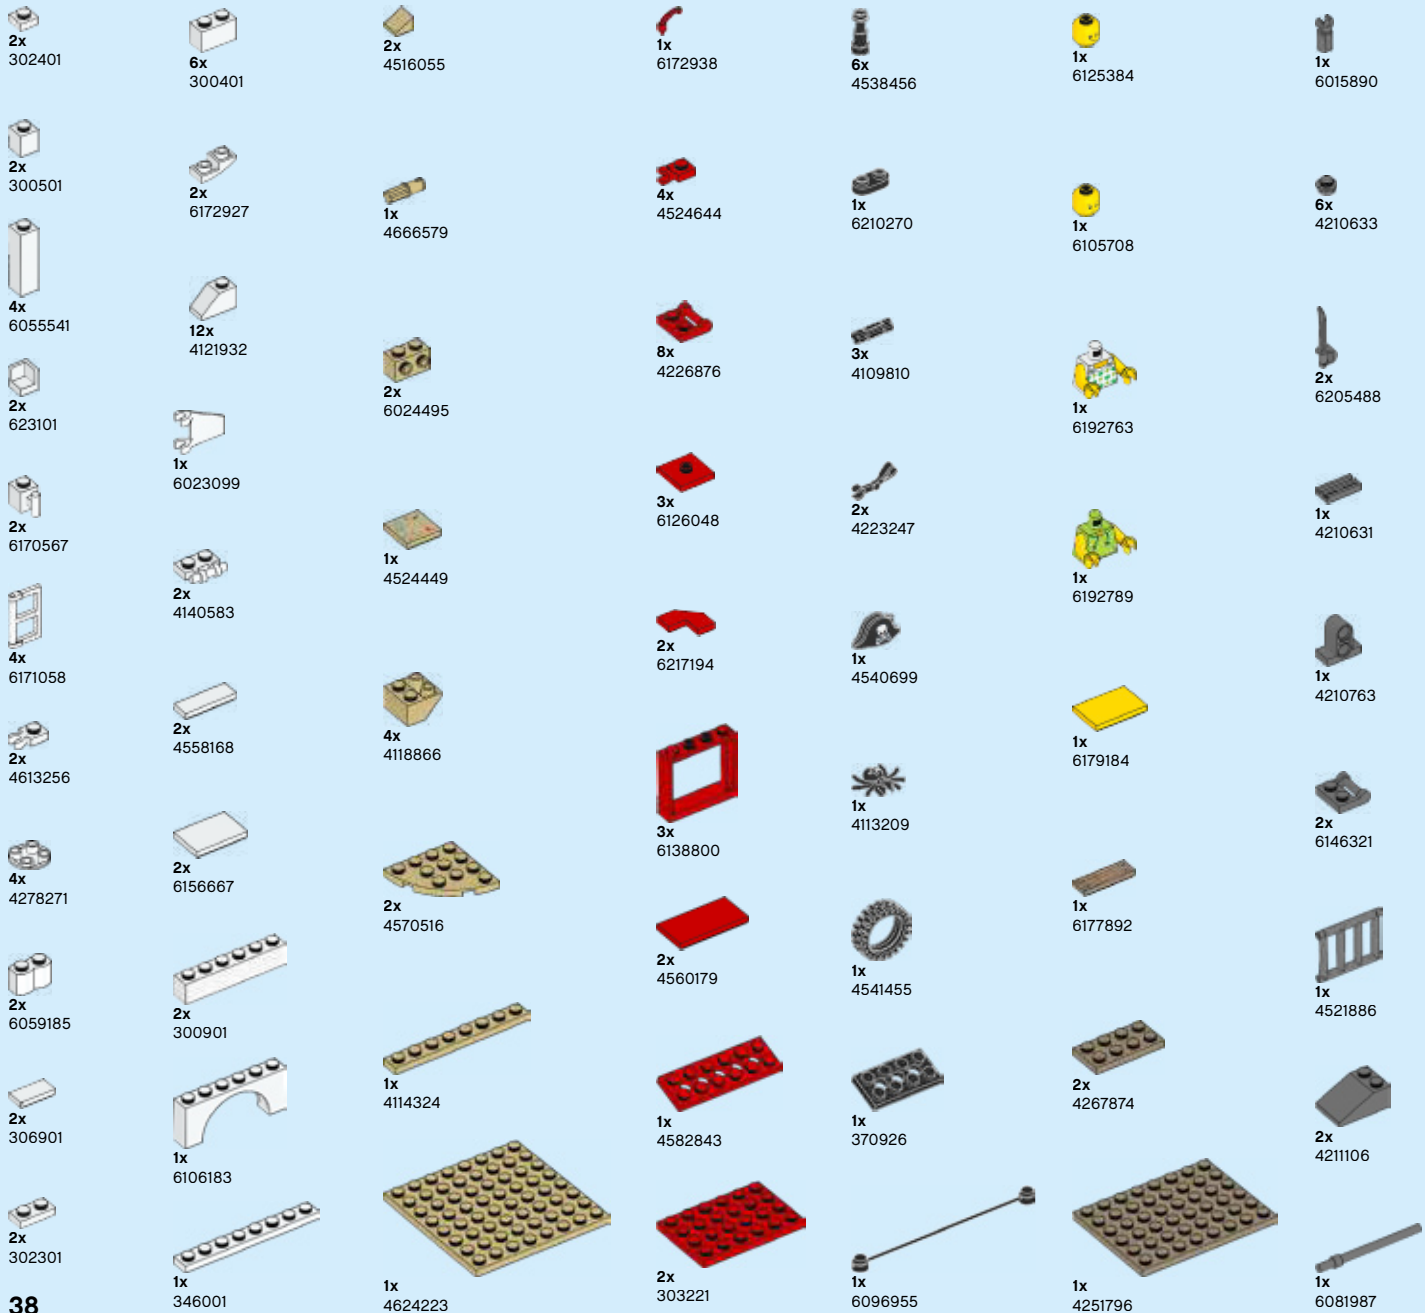 2x
302401
2x
300501
4x
6055541
2x
623101
2x
6170567
4x
6171058
2x
4613256
4x
4278271
2x
6059185
2x
306901
2x
302301
38
6x
300401
2x
6172927
12x
4121932
1x
6023099
2x
4140583
2x
4558168
2x
6156667
2x
300901
1x
6106183
1x
346001
2x
4516055
1x
4666579
2x
6024495
1x
4524449
4x
4118866
2x
4570516
1x
4114324
1x
4624223
1x
6172938
4x
4524644
8x
4226876
3x
6126048
2x
6217194
3x
6138800
2x
4560179
1x
4582843
2x
303221
6x
4538456
1x
6210270
3x
4109810
2x
4223247
1x
4540699
1x
4113209
1x
4541455
1x
370926
1x
6096955
1x
6125384
1x
6105708
1x
6192763
1x
6192789
1x
6179184
1x
6177892
2x
4267874
1x
4251796
1x
6015890
6x
4210633
2x
6205488
1x
4210631
1x
4210763
2x
6146321
1x
4521886
2x
4211106
1x
6081987